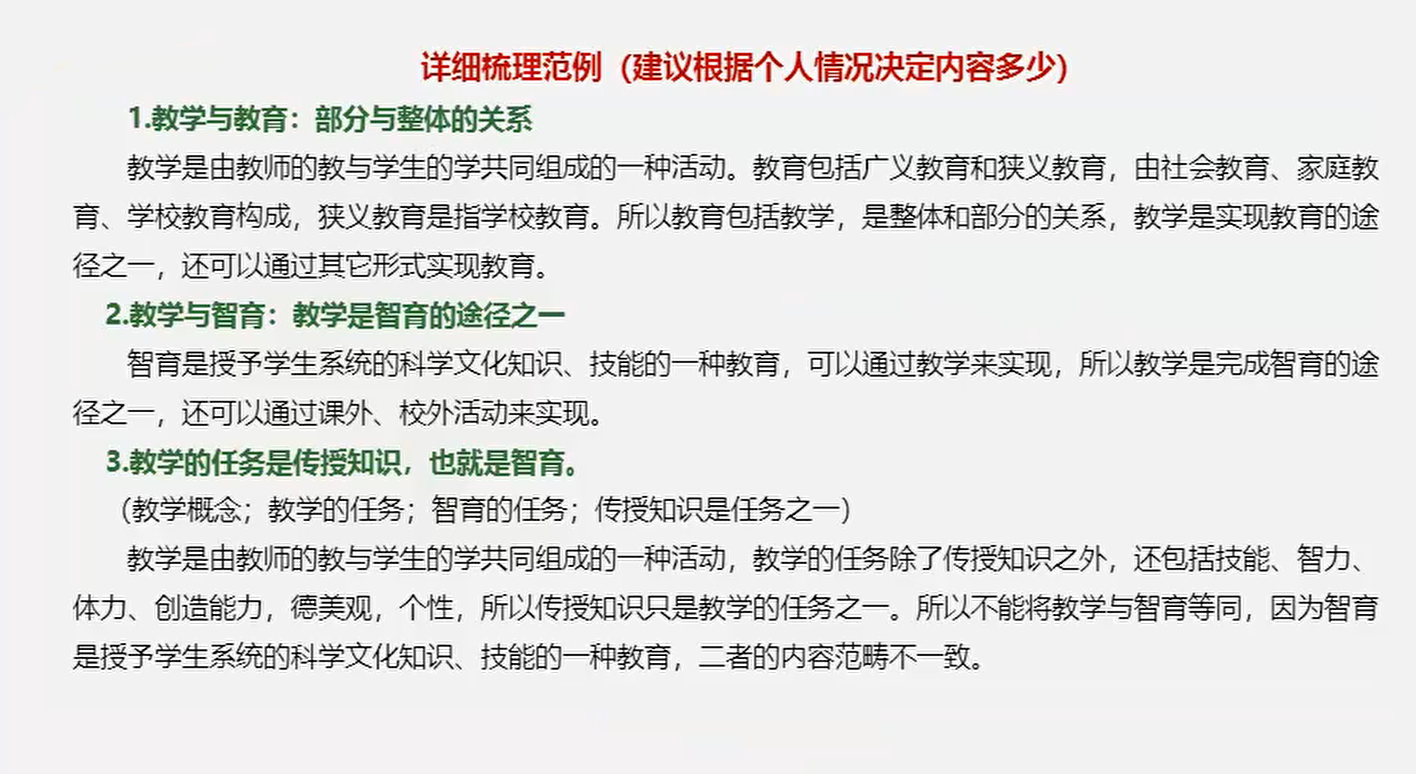 详细梳理范例（建议根据个人情况决定内容多少）
1.教学与教育：部分与整体的关系
教学是由教师的教与学生的学共同组成的一种活动。教育包括广义教育和狭义教育，由社会教育、家庭教
育、学校教育构成，狭义教育是指学校教育。所以教育包括教学，是整体和部分的关系，教学是实现教育的途
径之一，还可以通过其它形式实现教育。
2.教学与智育：教学是智育的途径之一
智育是授予学生系统的科学文化知识、技能的一种教育，可以通过教学来实现，所以教学是完成智育的途
径之一，还可以通过课外、校外活动来实现。
3.教学的任务是传授知识，也就是智育。
（教学概念；教学的任务；智育的任务；传授知识是任务之一）
教学是由教师的教与学生的学共同组成的一种活动，教学的任务除了传授知识之外，还包括技能、智力、
体力、创造能力，德美观，个性，所以传授知识只是教学的任务之一。所以不能将教学与智育等同，因为智育
是授予学生系统的科学文化知识、技能的一种教育，二者的内容范畴不一致。